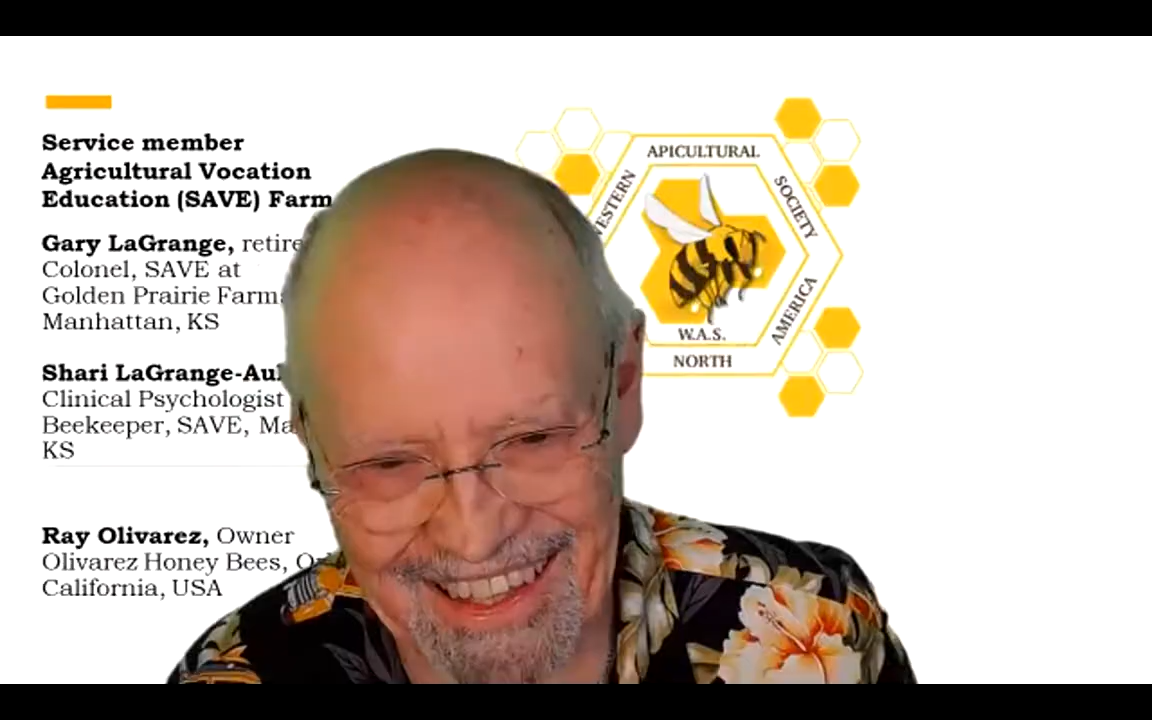 Service member
Agricultural Vocation
Education (SAVE) Farm
Gary LaGrange, retire
Colonel, SAVE at
Golden Prairie Farm
Manhattan, KS
Shari LaGrange-Au
Clinical Psychologist
Beekeeper, SAVE, Ma
KS
Ray Olivarez, Owner
Olivarez Honey Bees, O
California, USA
WESTERN
APICULTURAL
SOCIETY
AMERICA
W.A.S.
NORTH